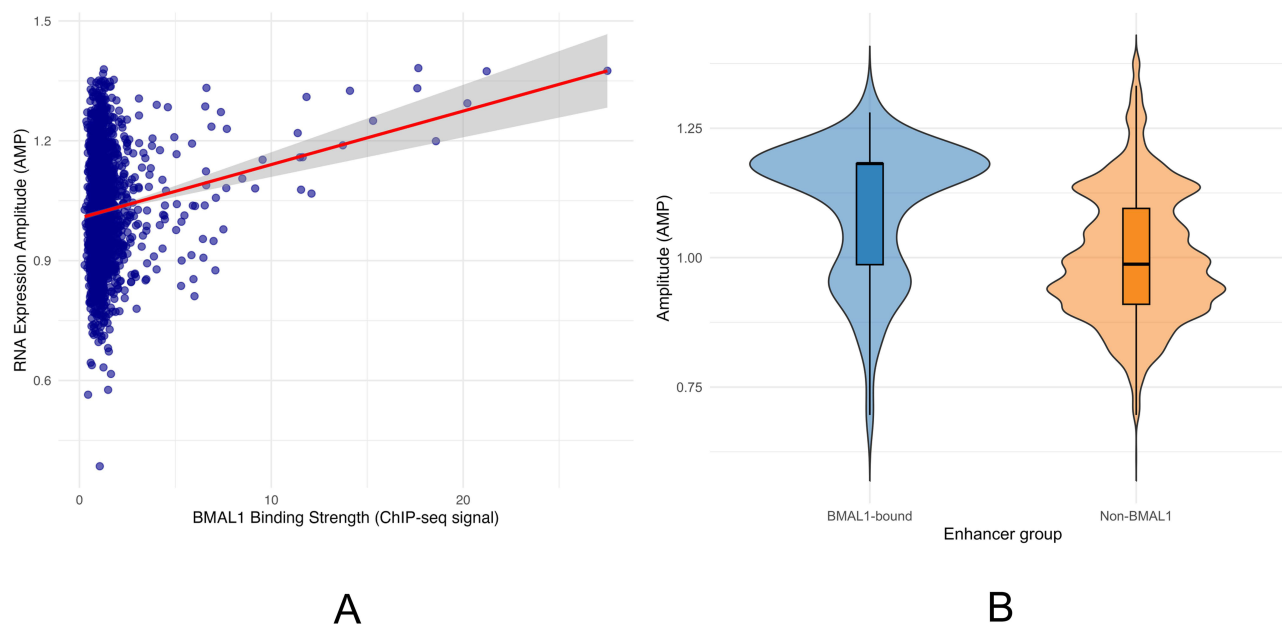 1.5
1.2
0.9
0.6
RNA Expression Amplitude (AMP)
0
10
20
BMAL1 Binding Strength (ChIP-seq signal)
A
1.25
1.00
0.75
Amplitude (AMP)
BMAL1-bound
Non-BMAL1
Enhancer group
B